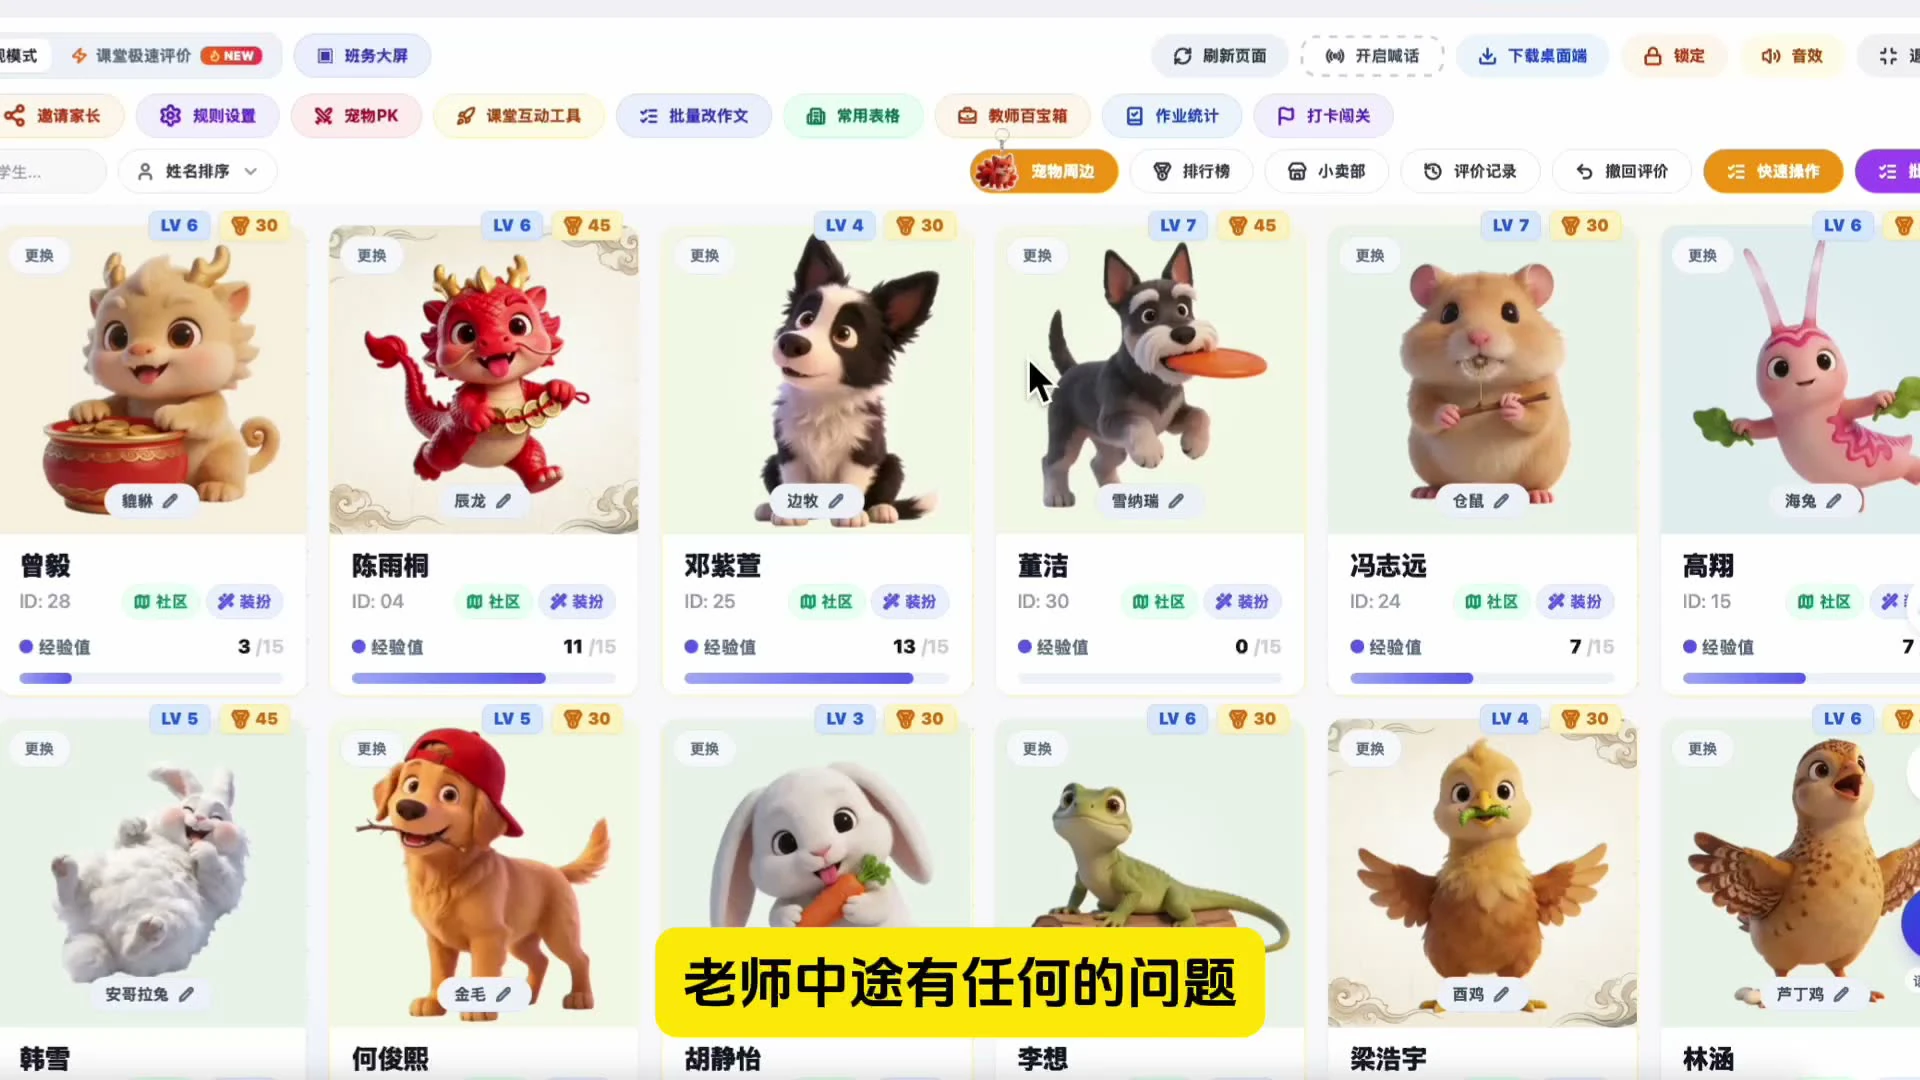 模式 课堂极速评价 NEW 班务大屏 刷新页面 开启喊话 下载桌面端 锁定 音效
邀请家长 规则设置 宠物PK 课堂互动工具 批量改作文 常用表格 教师百宝箱 作业统计 打卡闯关
学生... 姓名排序 宠物周边 排行榜 小卖部 评价记录 撤回评价 快速操作
LV 6 30 LV 6 45 LV 4 30 LV 7 45 LV 7 30 LV 6
更换 更换 更换 更换 更换 更换
貔貅 辰龙 边牧 雪纳瑞 仓鼠 海兔
曾毅 陈雨桐 邓紫萱 董洁 冯志远 高翔
ID: 28 社区 装扮 ID: 04 社区 装扮 ID: 25 社区 装扮 ID: 30 社区 装扮 ID: 24 社区 装扮 ID: 15 社区
经验值 3 /15 经验值 11 /15 经验值 13 /15 经验值 0 /15 经验值 7 /15 经验值 7
LV 5 45 LV 5 30 LV 3 30 LV 6 30 LV 4 30 LV 6
更换 更换 更换 更换 更换 更换
安哥拉兔 金毛 酉鸡 芦丁鸡
老师中途有任何的问题
韩雪 何俊熙 胡静怡 李想 梁浩宇 林涵